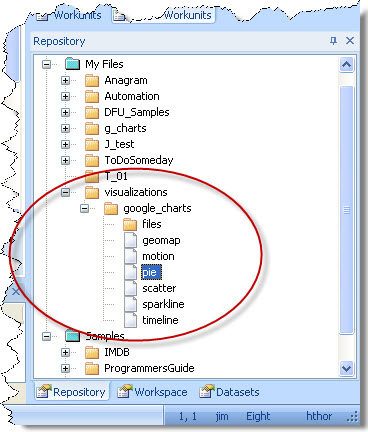 Workunits Workunits
Repository
My Files
Anagram
Automation
DFU_Samples
g_charts
J_test
ToDoSomeday
T_01
visualizations
google_charts
files
geomap
motion
pie
scatter
sparkline
timeline
Samples
IMDB
ProgrammersGuide
Repository Workspace Datasets
1, 1 jim Eight hthor